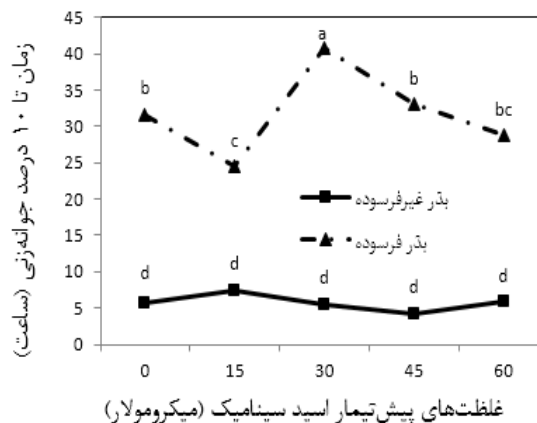 زمان تا ۱۰ درصد جوانه‌زنی (ساعت)
45
40
35
30
25
20
15
10
5
0
a
b
b
bc
c
بذر غیرفرسوده
بذر فرسوده
d
d
d
d
d
0
15
30
45
60
غلظت‌های پیش‌تیمار اسید سینامیک (میکرومولار)